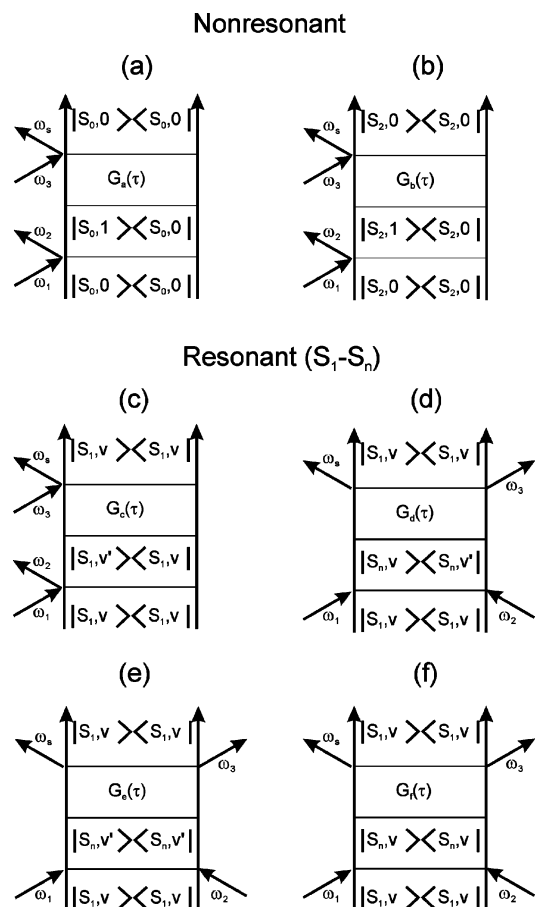 Nonresonant
(a) (b)
|S₀,0 ><S₀,0| |S₂,0 ><S₂,0|
ωₛ ωₛ
ω₃ Gₐ(τ) ω₃ G_b(τ)
ω₂ |S₀,1 ><S₀,0| ω₂ |S₂,1 ><S₂,0|
ω₁ |S₀,0 ><S₀,0| ω₁ |S₂,0 ><S₂,0|
Resonant (S₁-Sₙ)
(c) (d)
|S₁,v ><S₁,v| |S₁,v ><S₁,v|
ωₛ ωₛ
ω₃ G_c(τ) G_d(τ) ω₃
ω₂ |S₁,v' ><S₁,v| |Sₙ,v ><Sₙ,v'|
ω₁ |S₁,v ><S₁,v| ω₁ |S₁,v ><S₁,v| ω₂
(e) (f)
|S₁,v ><S₁,v| |S₁,v ><S₁,v|
ωₛ ωₛ
Gₑ(τ) ω₃ G_f(τ) ω₃
|Sₙ,v' ><Sₙ,v'| |Sₙ,v ><Sₙ,v|
ω₁ |S₁,v ><S₁,v| ω₂ ω₁ |S₁,v ><S₁,v| ω₂